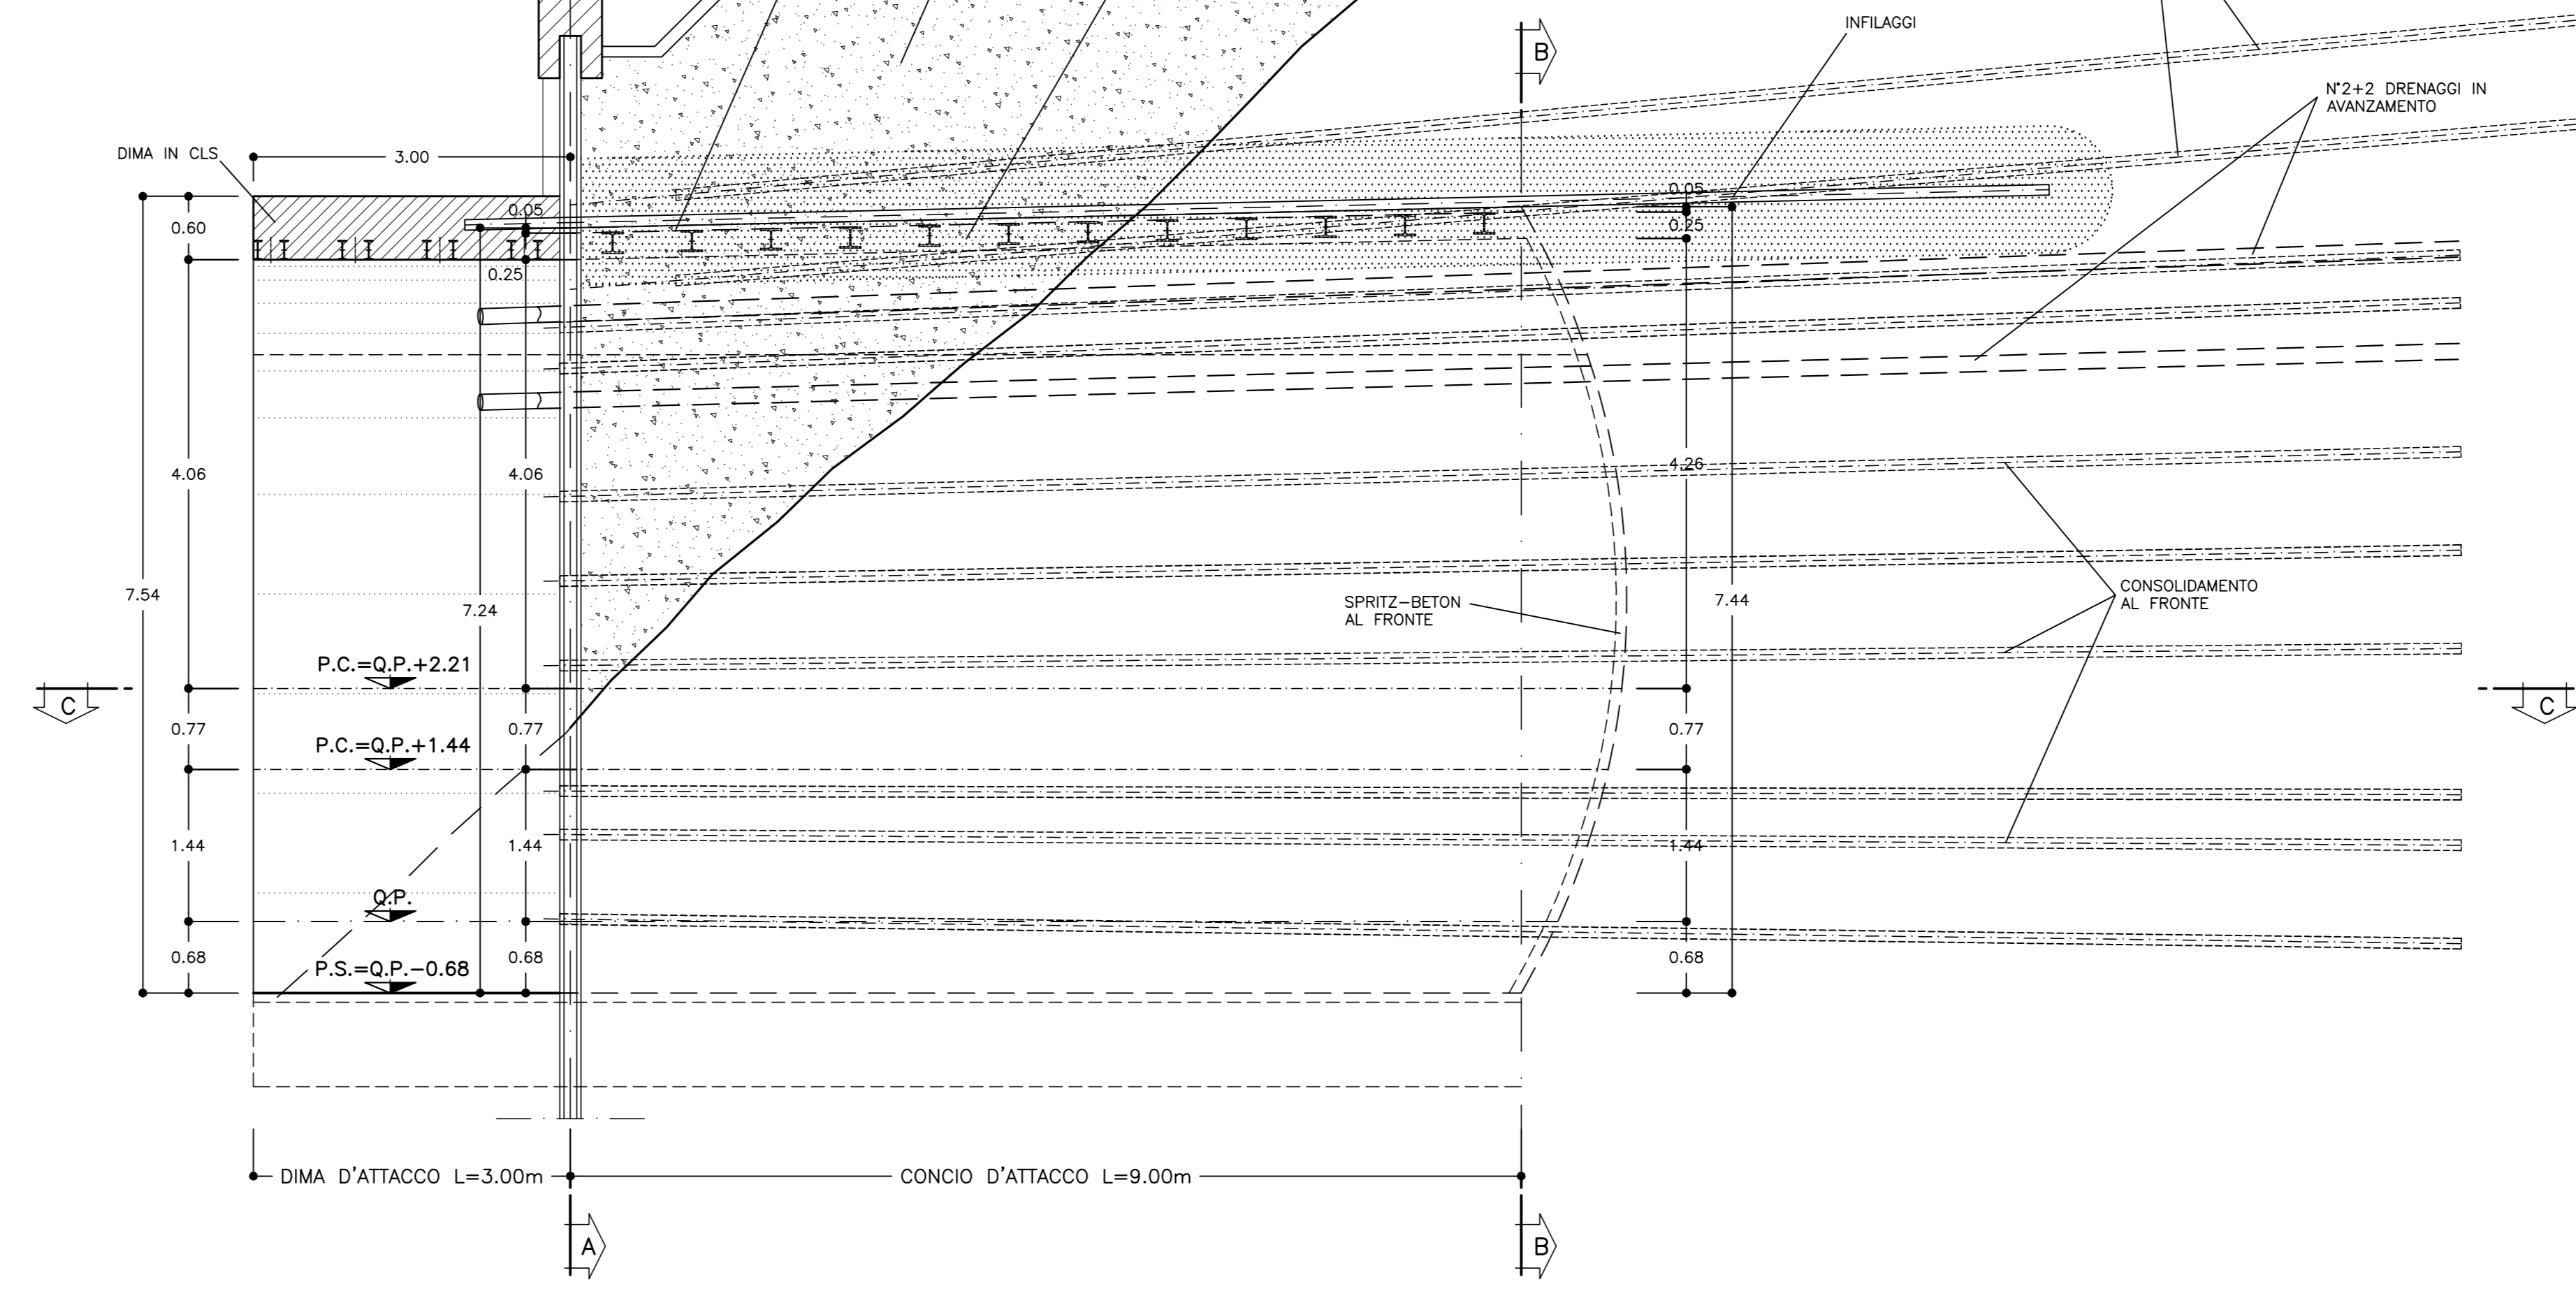 B
INFILAGGI
N°2+2 DRENAGGI IN
AVANZAMENTO
DIMA IN CLS
3.00
0.05
0.05
0.60
0.25
0.25
4.06
4.06
4.26
7.54
7.24
7.44
SPRITZ-BETON
AL FRONTE
CONSOLIDAMENTO
AL FRONTE
P.C.=Q.P.+2.21
C
C
0.77
0.77
0.77
P.C.=Q.P.+1.44
1.44
1.44
1.44
Q.P.
0.68
0.68
0.68
P.S.=Q.P.-0.68
DIMA D'ATTACCO L=3.00m
CONCIO D'ATTACCO L=9.00m
A
B